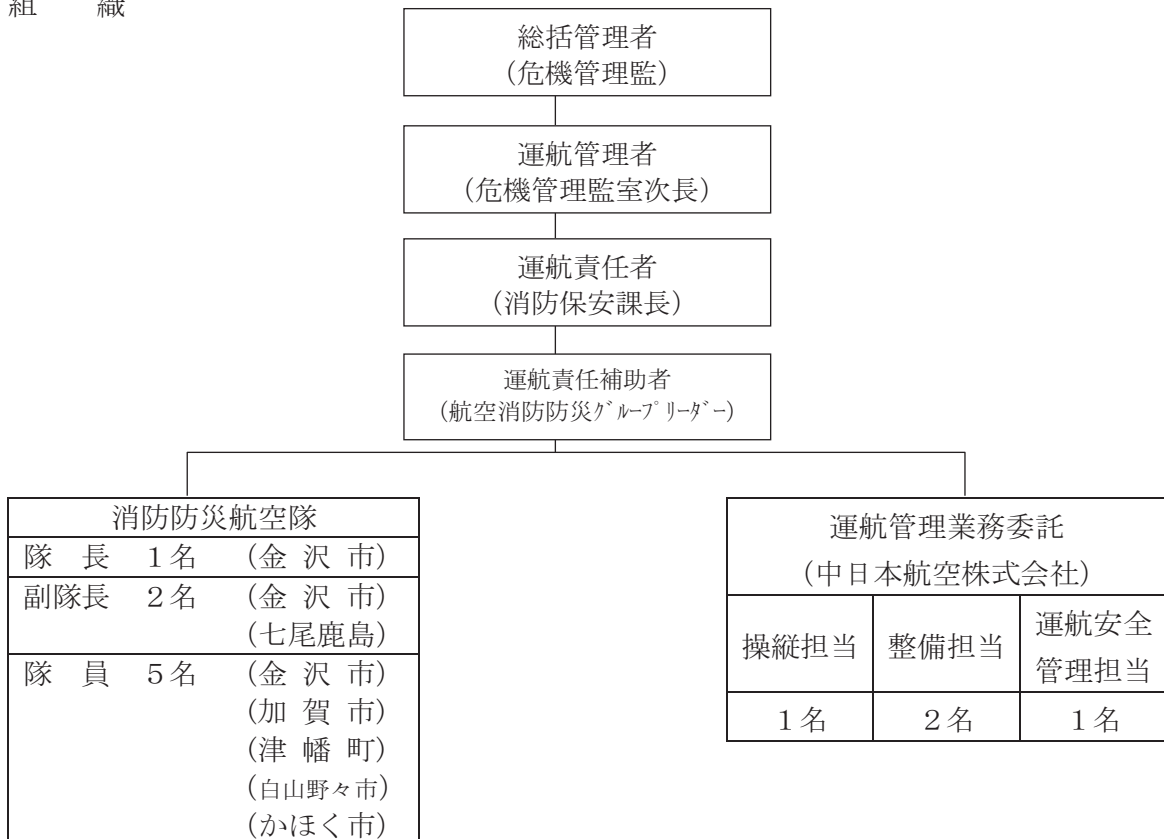 組　　織
総括管理者
（危機管理監）
運航管理者
（危機管理監室次長）
運航責任者
（消防保安課長）
運航責任補助者
（航空消防防災ｸﾞﾙｰﾌﾟﾘｰﾀﾞｰ）
消防防災航空隊
隊　長　１名　（金 沢 市）
副隊長　２名　（金 沢 市）
（七尾鹿島）
隊　員　５名　（金 沢 市）
（加 賀 市）
（津 幡 町）
（白山野々市）
（かほく市）
運航管理業務委託
（中日本航空株式会社）
操縦担当　整備担当　運航安全
管理担当
１名　２名　１名